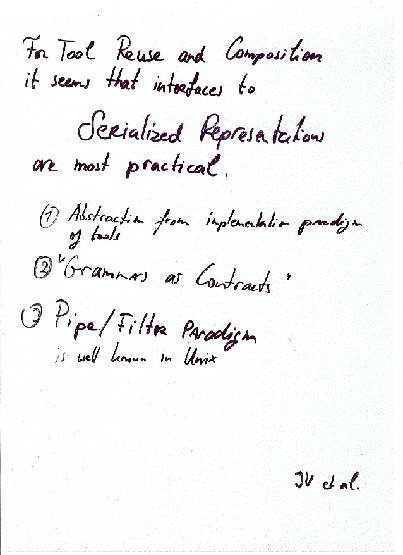 For Tool Reuse and Composition
it seems that interfaces to
Serialized Representations
are most practical.
① Abstraction from implementation paradigm
of tools
② "Grammars as Contracts"
③ Pipe/Filter Paradigm
is well known in Unix
JV et al.